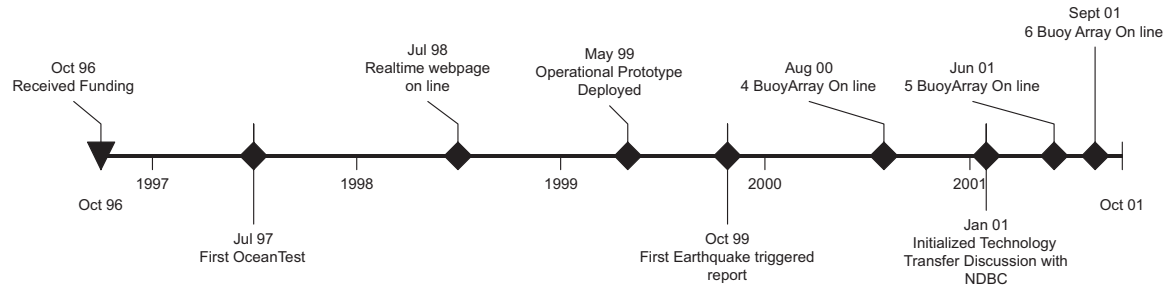 Oct 96
Received Funding
Jul 98
Realtime webpage
on line
May 99
Operational Prototype
Deployed
Aug 00
4 BuoyArray On line
Jun 01
5 BuoyArray On line
Sept 01
6 Buoy Array On line
1997
1998
1999
2000
2001
Oct 96
Oct 01
Jul 97
First OceanTest
Oct 99
First Earthquake triggered
report
Jan 01
Initialized Technology
Transfer Discussion with
NDBC